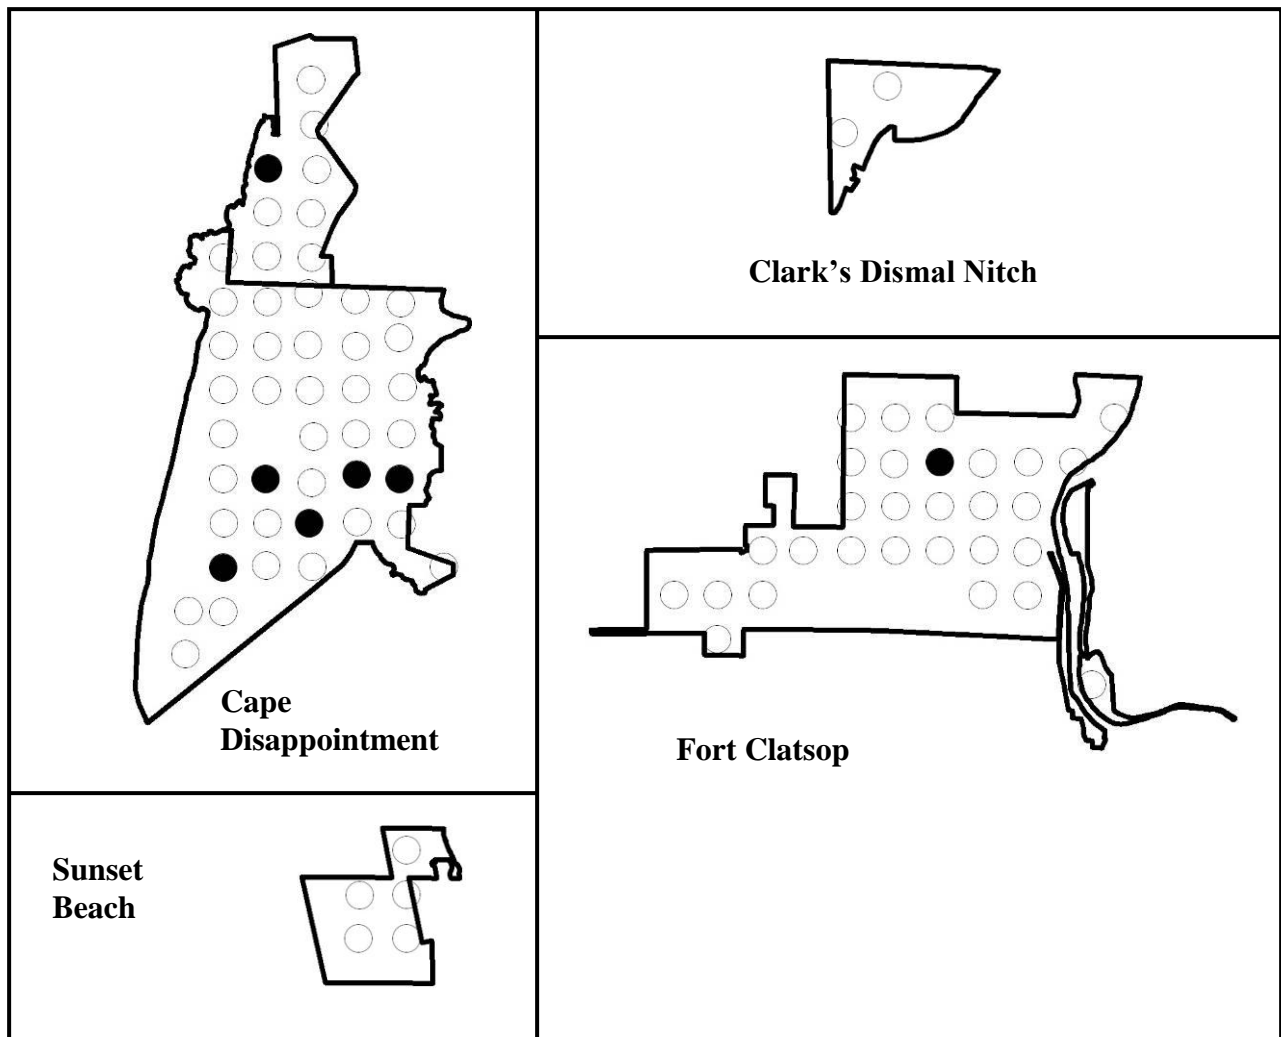 Clark's Dismal Nitch
Cape
Disappointment
Fort Clatsop
Sunset
Beach